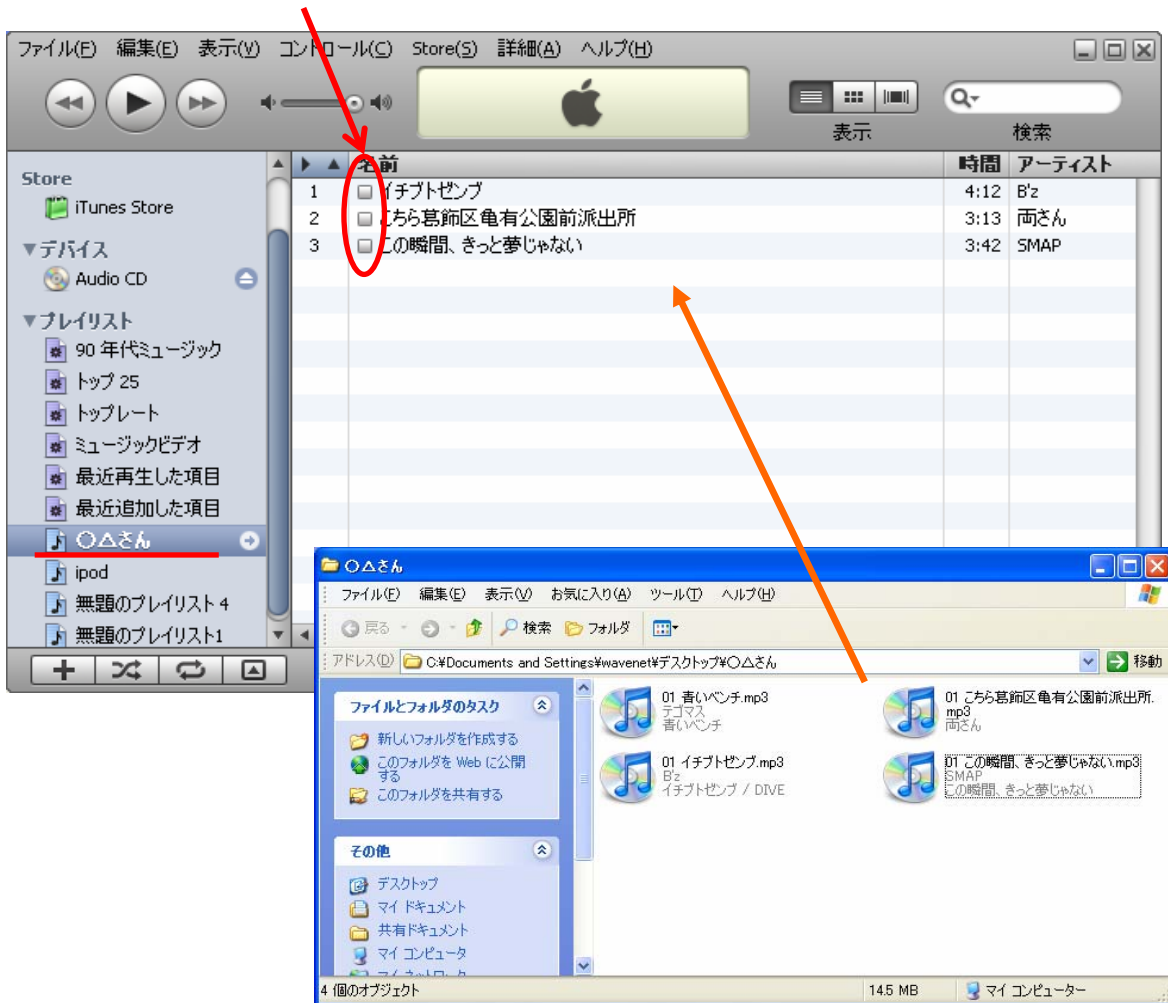 ファイル(F) 編集(E) 表示(V) コントロール(C) Store(S) 詳細(A) ヘルプ(H)
表示 検索
Store
iTunes Store
▼デバイス
Audio CD
▼プレイリスト
90 年代ミュージック
トップ 25
トップレート
ミュージックビデオ
最近再生した項目
最近追加した項目
○△さん
ipod
無題のプレイリスト 4
無題のプレイリスト1
名前 時間 アーティスト
1 イチブトゼンブ 4:12 B'z
2 こちら葛飾区亀有公園前派出所 3:13 両さん
3 この瞬間、きっと夢じゃない 3:42 SMAP
○△さん
ファイル(F) 編集(E) 表示(V) お気に入り(A) ツール(T) ヘルプ(H)
戻る 検索 フォルダ
アドレス(D) C:¥Documents and Settings¥wavenet¥デスクトップ¥○△さん 移動
ファイルとフォルダのタスク
新しいフォルダを作成する
このフォルダを Web に公開
する
このフォルダを共有する
その他
デスクトップ
マイ ドキュメント
共有ドキュメント
マイ コンピュータ
01 青いベンチ.mp3
テゴマス
青いベンチ
01 こちら葛飾区亀有公園前派出所.
mp3
両さん
01 イチブトゼンブ.mp3
B'z
イチブトゼンブ / DIVE
01 この瞬間、きっと夢じゃない.mp3
SMAP
この瞬間、きっと夢じゃない
4 個のオブジェクト 14.5 MB マイ コンピューター